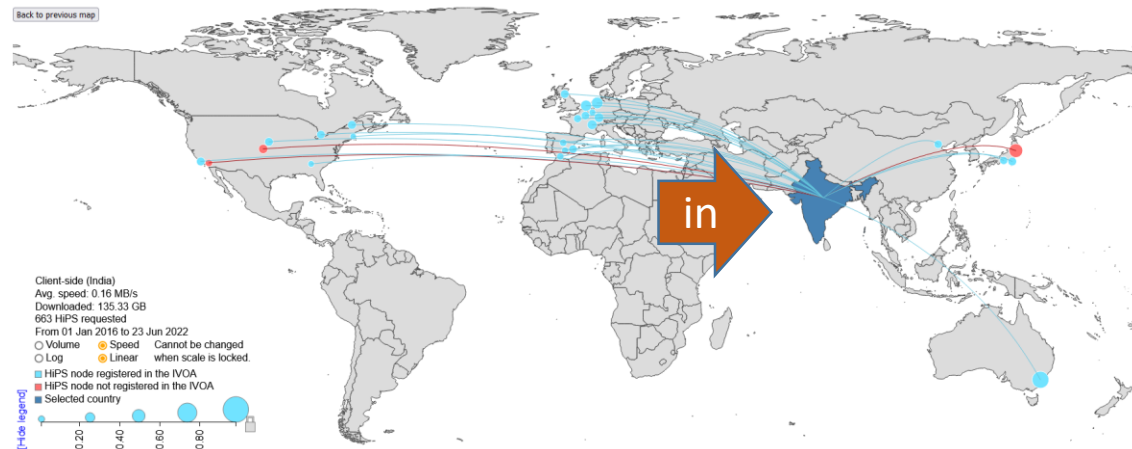 Back to previous map
in
Client-side (India)
Avg. speed: 0.16 MB/s
Downloaded: 135.33 GB
663 HiPS requested
From 01 Jan 2016 to 23 Jun 2022
Volume Speed Cannot be changed
Log Linear when scale is locked.
HiPS node registered in the IVOA
HiPS node not registered in the IVOA
Selected country
[Hide legend]
0.20 0.40 0.60 0.80